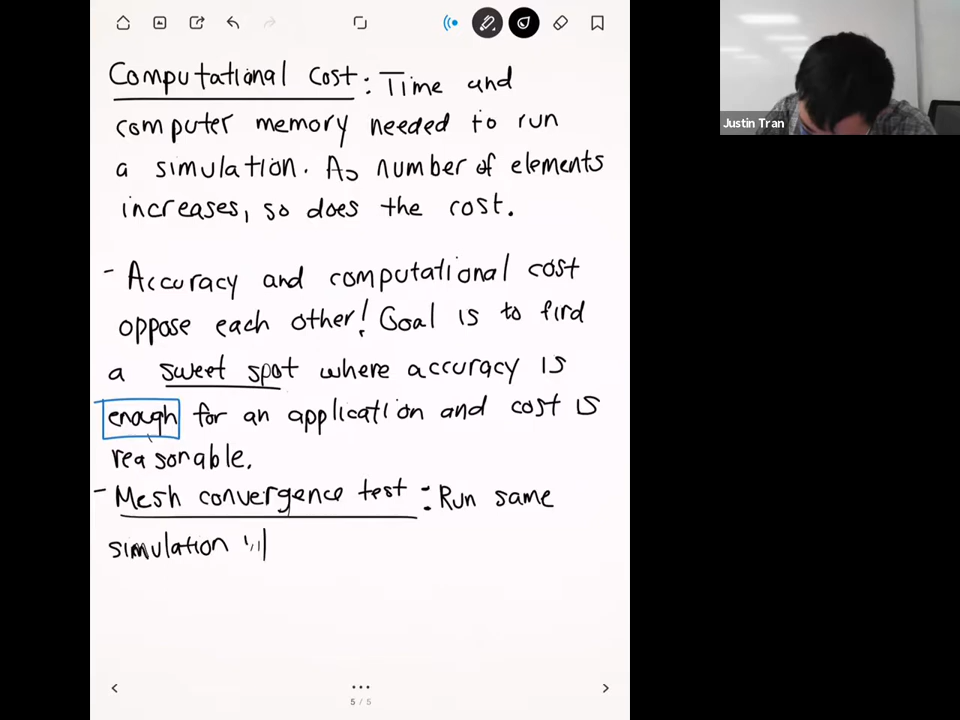 Computational Cost: Time and
computer memory needed to run
a simulation. As number of elements
increases, so does the cost.
- Accuracy and computational cost
oppose each other! Goal is to find
a sweet spot where accuracy is
enough for an application and cost is
reasonable.
- Mesh convergence test: Run same
simulation
5 / 5
Justin Tran